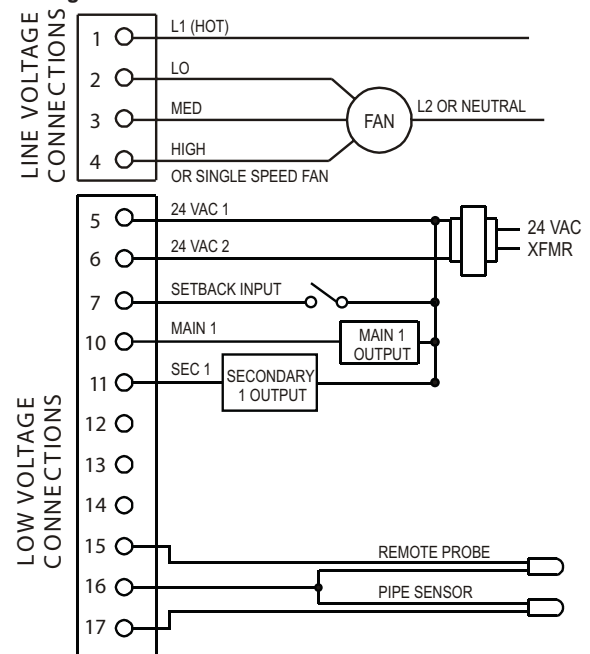 LINE VOLTAGE
CONNECTIONS
1
L1 (HOT)
2
LO
3
MED
FAN
L2 OR NEUTRAL
4
HIGH
OR SINGLE SPEED FAN
LOW VOLTAGE
CONNECTIONS
5
24 VAC 1
24 VAC
XFMR
6
24 VAC 2
7
SETBACK INPUT
10
MAIN 1
MAIN 1
OUTPUT
11
SEC 1
SECONDARY
1 OUTPUT
12
13
14
15
REMOTE PROBE
16
PIPE SENSOR
17